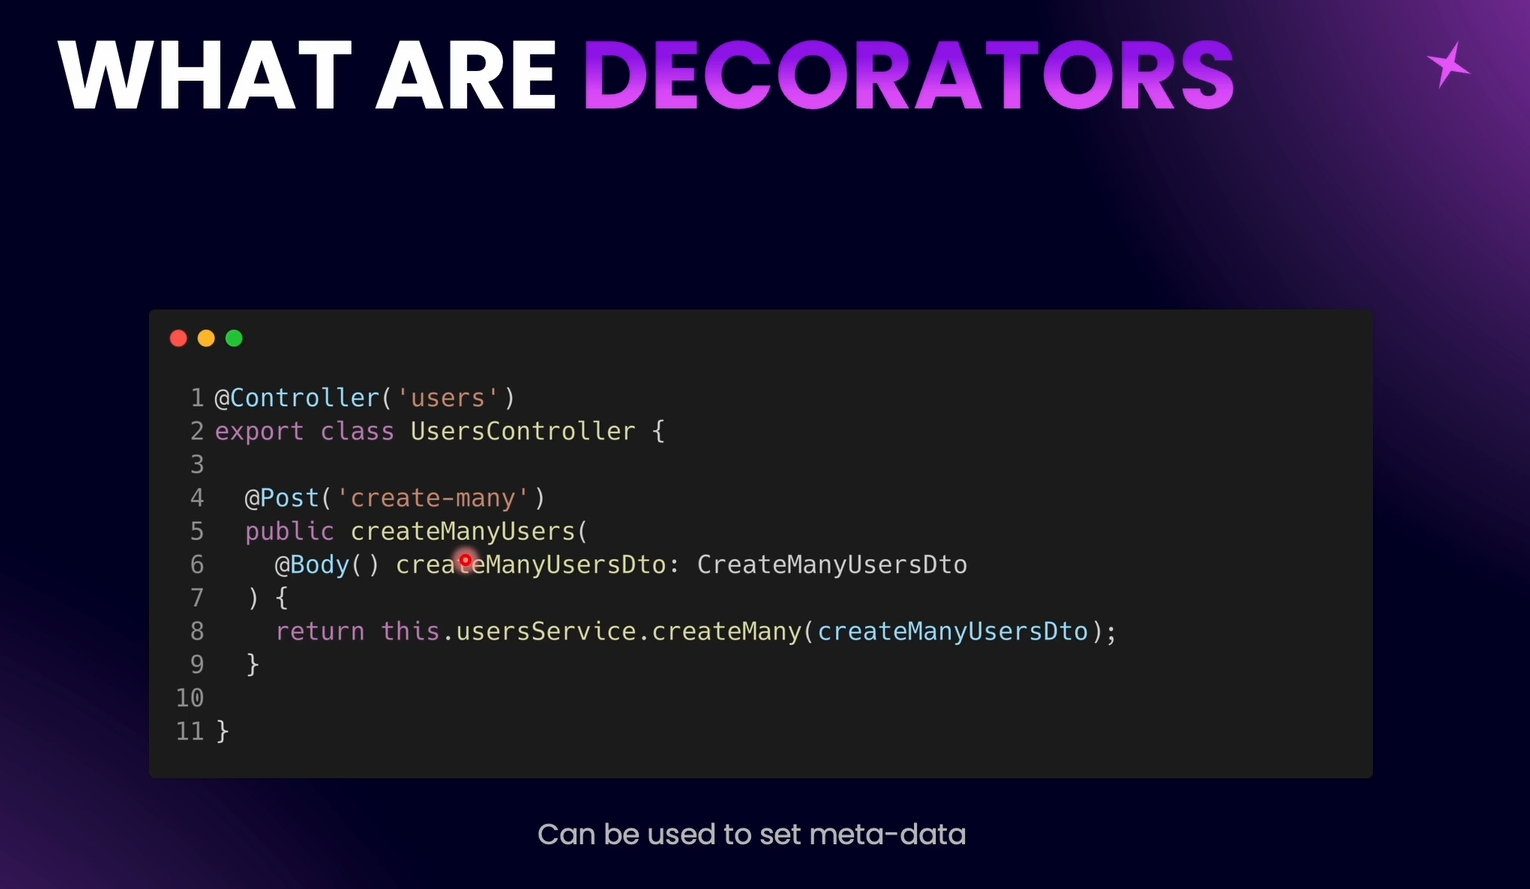 WHAT ARE DECORATORS
1 @Controller('users')
2 export class UsersController {
3
4   @Post('create-many')
5   public createManyUsers(
6     @Body() createManyUsersDto: CreateManyUsersDto
7   ) {
8     return this.usersService.createMany(createManyUsersDto);
9   }
10
11 }
Can be used to set meta-data